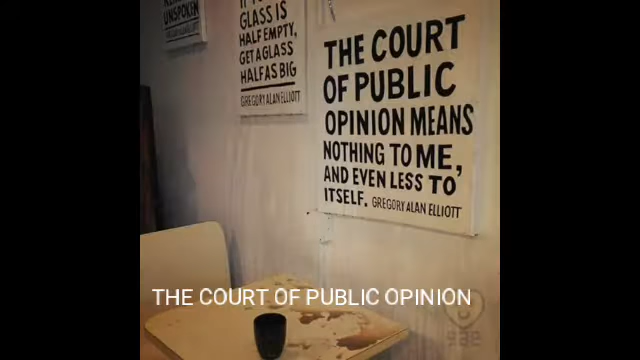 UNSPOKEN
GLASS IS
HALF EMPTY,
GET A GLASS
HALF AS BIG
GREGORY ALAN ELLIOTT
THE COURT
OF PUBLIC
OPINION MEANS
NOTHING TO ME,
AND EVEN LESS TO
ITSELF. GREGORY ALAN ELLIOTT
THE COURT OF PUBLIC OPINION